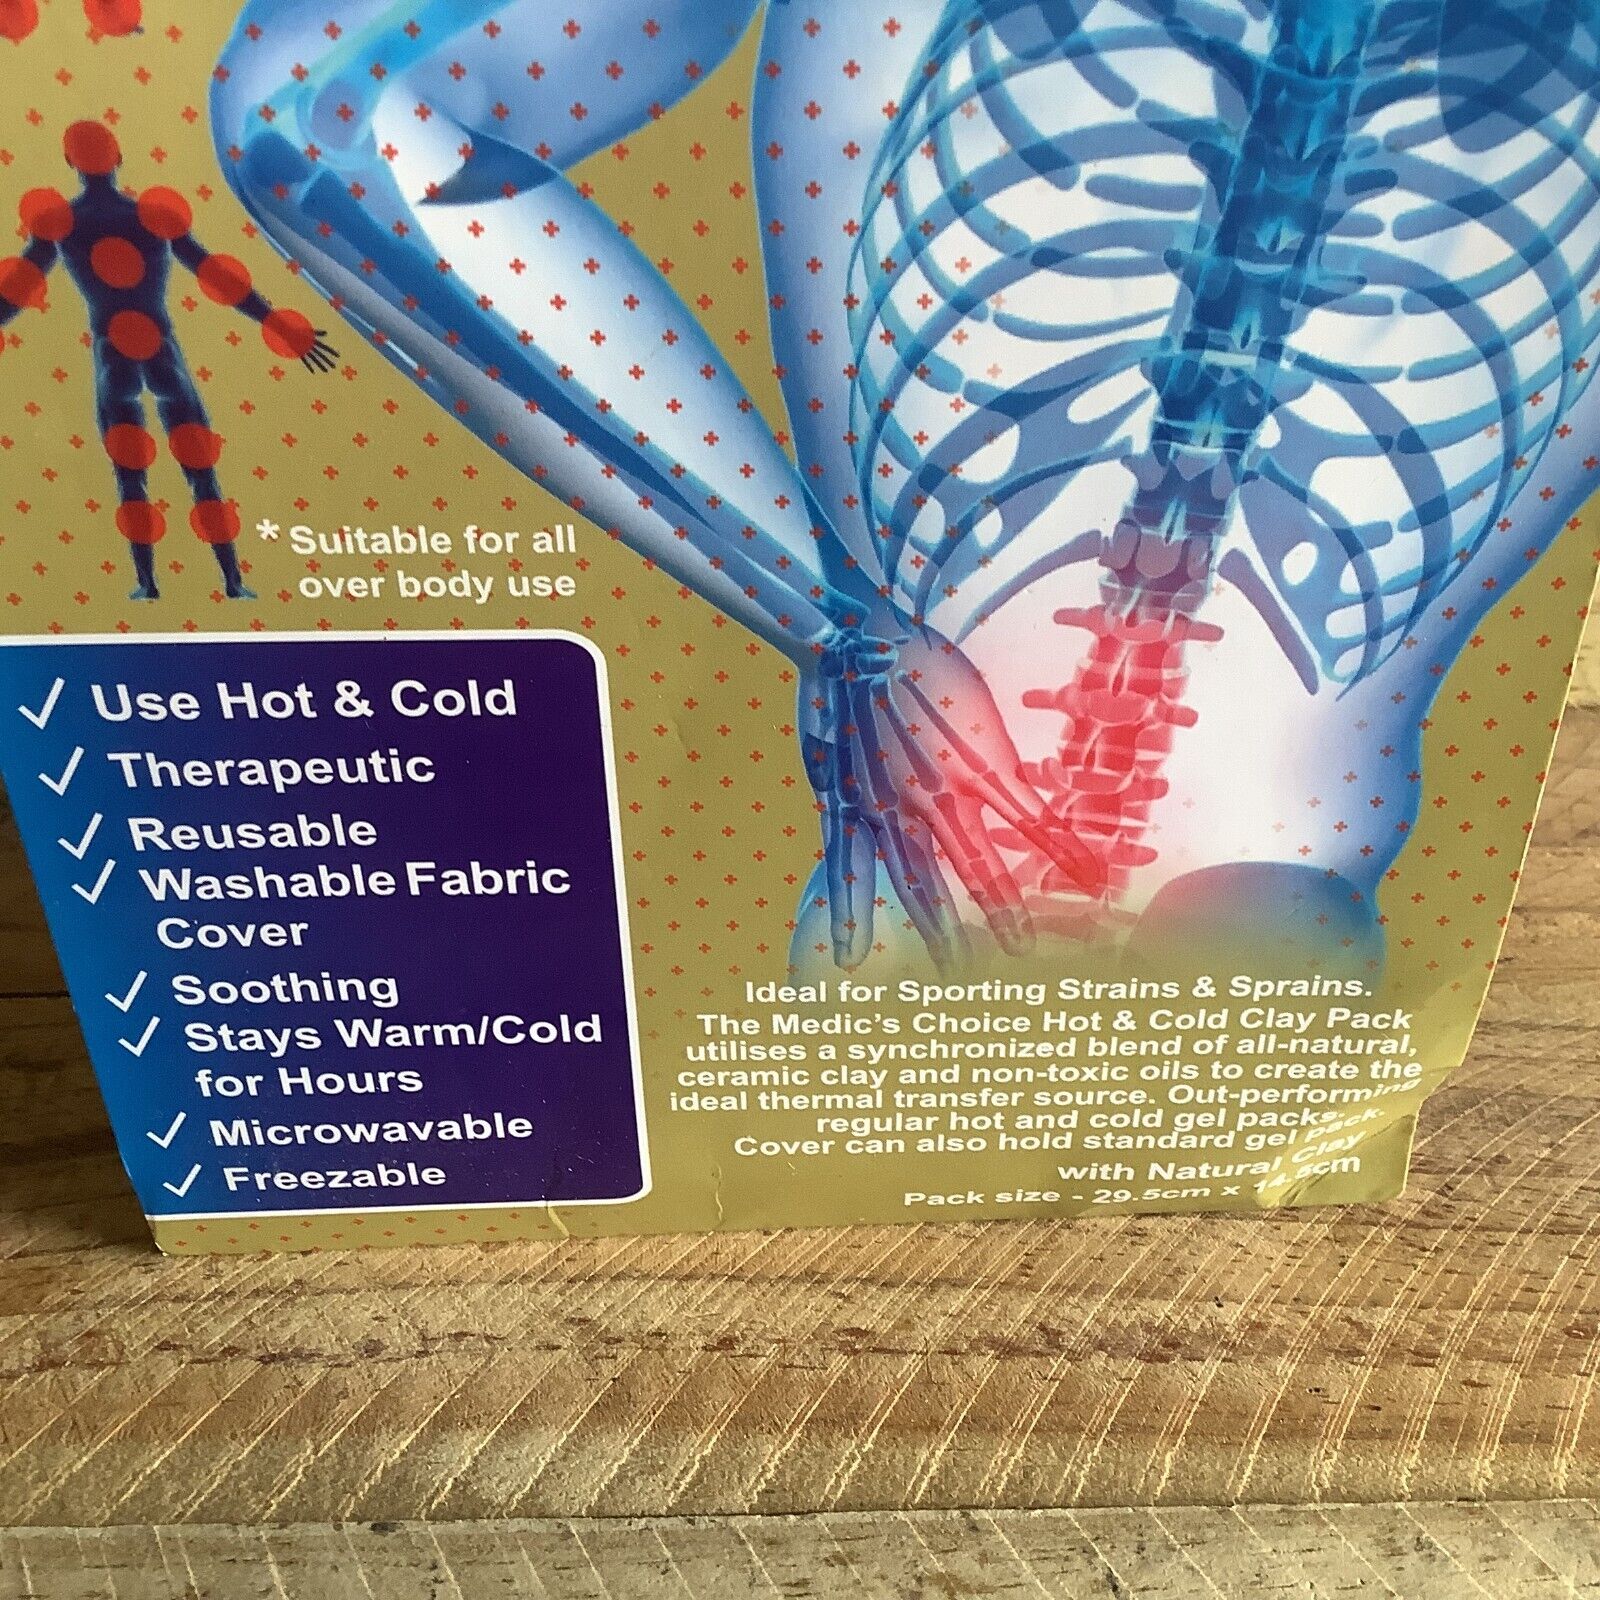 * Suitable for all
over body use
✓ Use Hot & Cold
✓ Therapeutic
✓ Reusable
✓ Washable Fabric
Cover
✓ Soothing
✓ Stays Warm/Cold
for Hours
✓ Microwavable
✓ Freezable
Ideal for Sporting Strains & Sprains.
The Medic's Choice Hot & Cold Clay Pack
utilises a synchronized blend of all-natural,
ceramic clay and non-toxic oils to create the
ideal thermal transfer source. Out-performing
regular hot and cold gel packs.
Cover can also hold standard gel pack.
with Natural Clay
Pack size - 29.5cm x 14.5cm